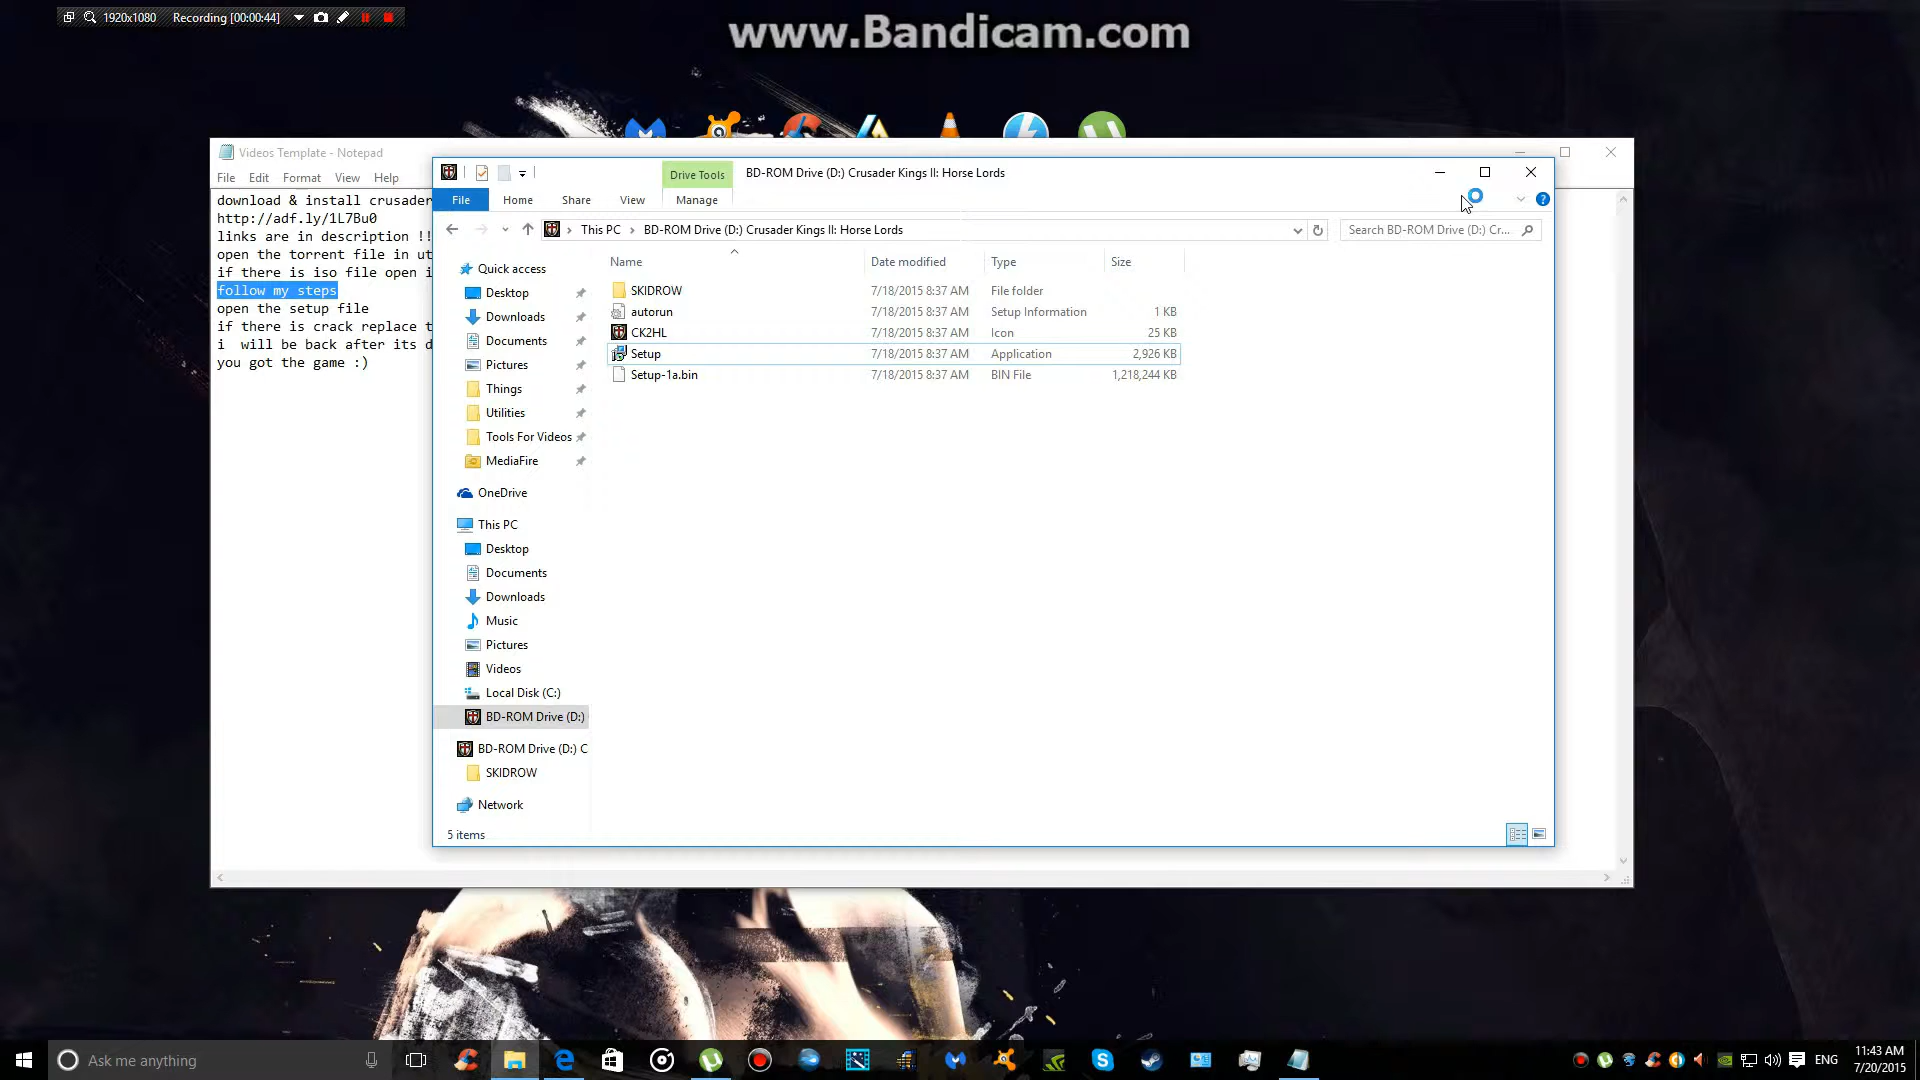 1920x1080
Recording [00:00:44]
www.Bandicam.com
Videos Template - Notepad
File Edit Format View Help
download & install crusader
http://adf.ly/1L7Bu0
links are in description !!
open the torrent file in ut
if there is iso file open i
follow my steps
open the setup file
if there is crack replace t
i  will be back after its d
you got the game :)
Drive Tools
BD-ROM Drive (D:) Crusader Kings II: Horse Lords
File Home Share View Manage
This PC > BD-ROM Drive (D:) Crusader Kings II: Horse Lords
Search BD-ROM Drive (D:) Cr...
Name Date modified Type Size
SKIDROW 7/18/2015 8:37 AM File folder
autorun 7/18/2015 8:37 AM Setup Information 1 KB
CK2HL 7/18/2015 8:37 AM Icon 25 KB
Setup 7/18/2015 8:37 AM Application 2,926 KB
Setup-1a.bin 7/18/2015 8:37 AM BIN File 1,218,244 KB
Quick access
Desktop
Downloads
Documents
Pictures
Things
Utilities
Tools For Videos
MediaFire
OneDrive
This PC
Desktop
Documents
Downloads
Music
Pictures
Videos
Local Disk (C:)
BD-ROM Drive (D:)
BD-ROM Drive (D:) C
SKIDROW
Network
5 items
Ask me anything
ENG
11:43 AM
7/20/2015